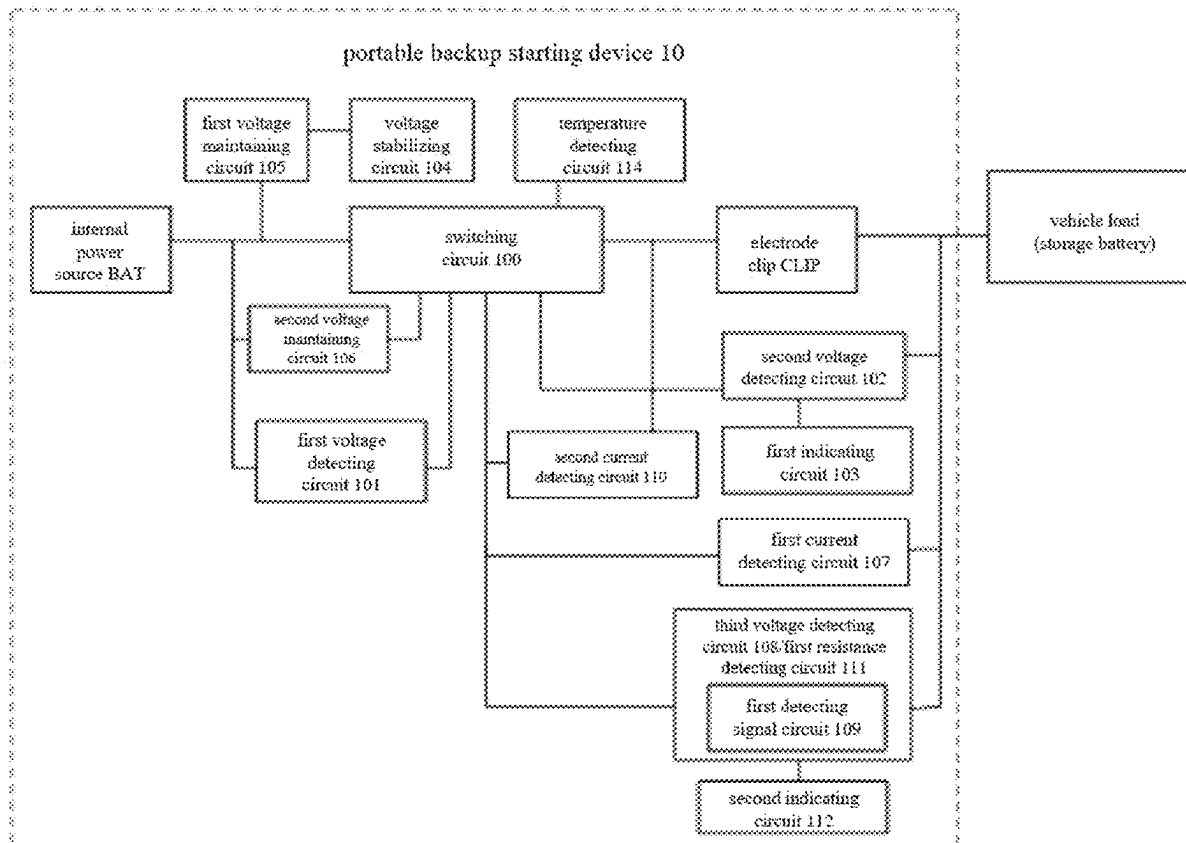 portable backup starting device 10
first voltage
maintaining
circuit 105
voltage
stabilizing
circuit 104
temperature
detecting
circuit 114
internal
power
source BAT
switching
circuit 100
electrode
clip CLIP
vehicle load
(storage battery)
second voltage
maintaining
circuit 106
second voltage
detecting circuit 102
first voltage
detecting
circuit 101
second current
detecting circuit 110
first indicating
circuit 103
first current
detecting circuit 107
third voltage detecting
circuit 108/first resistance
detecting circuit 111
first detecting
signal circuit 109
second indicating
circuit 112